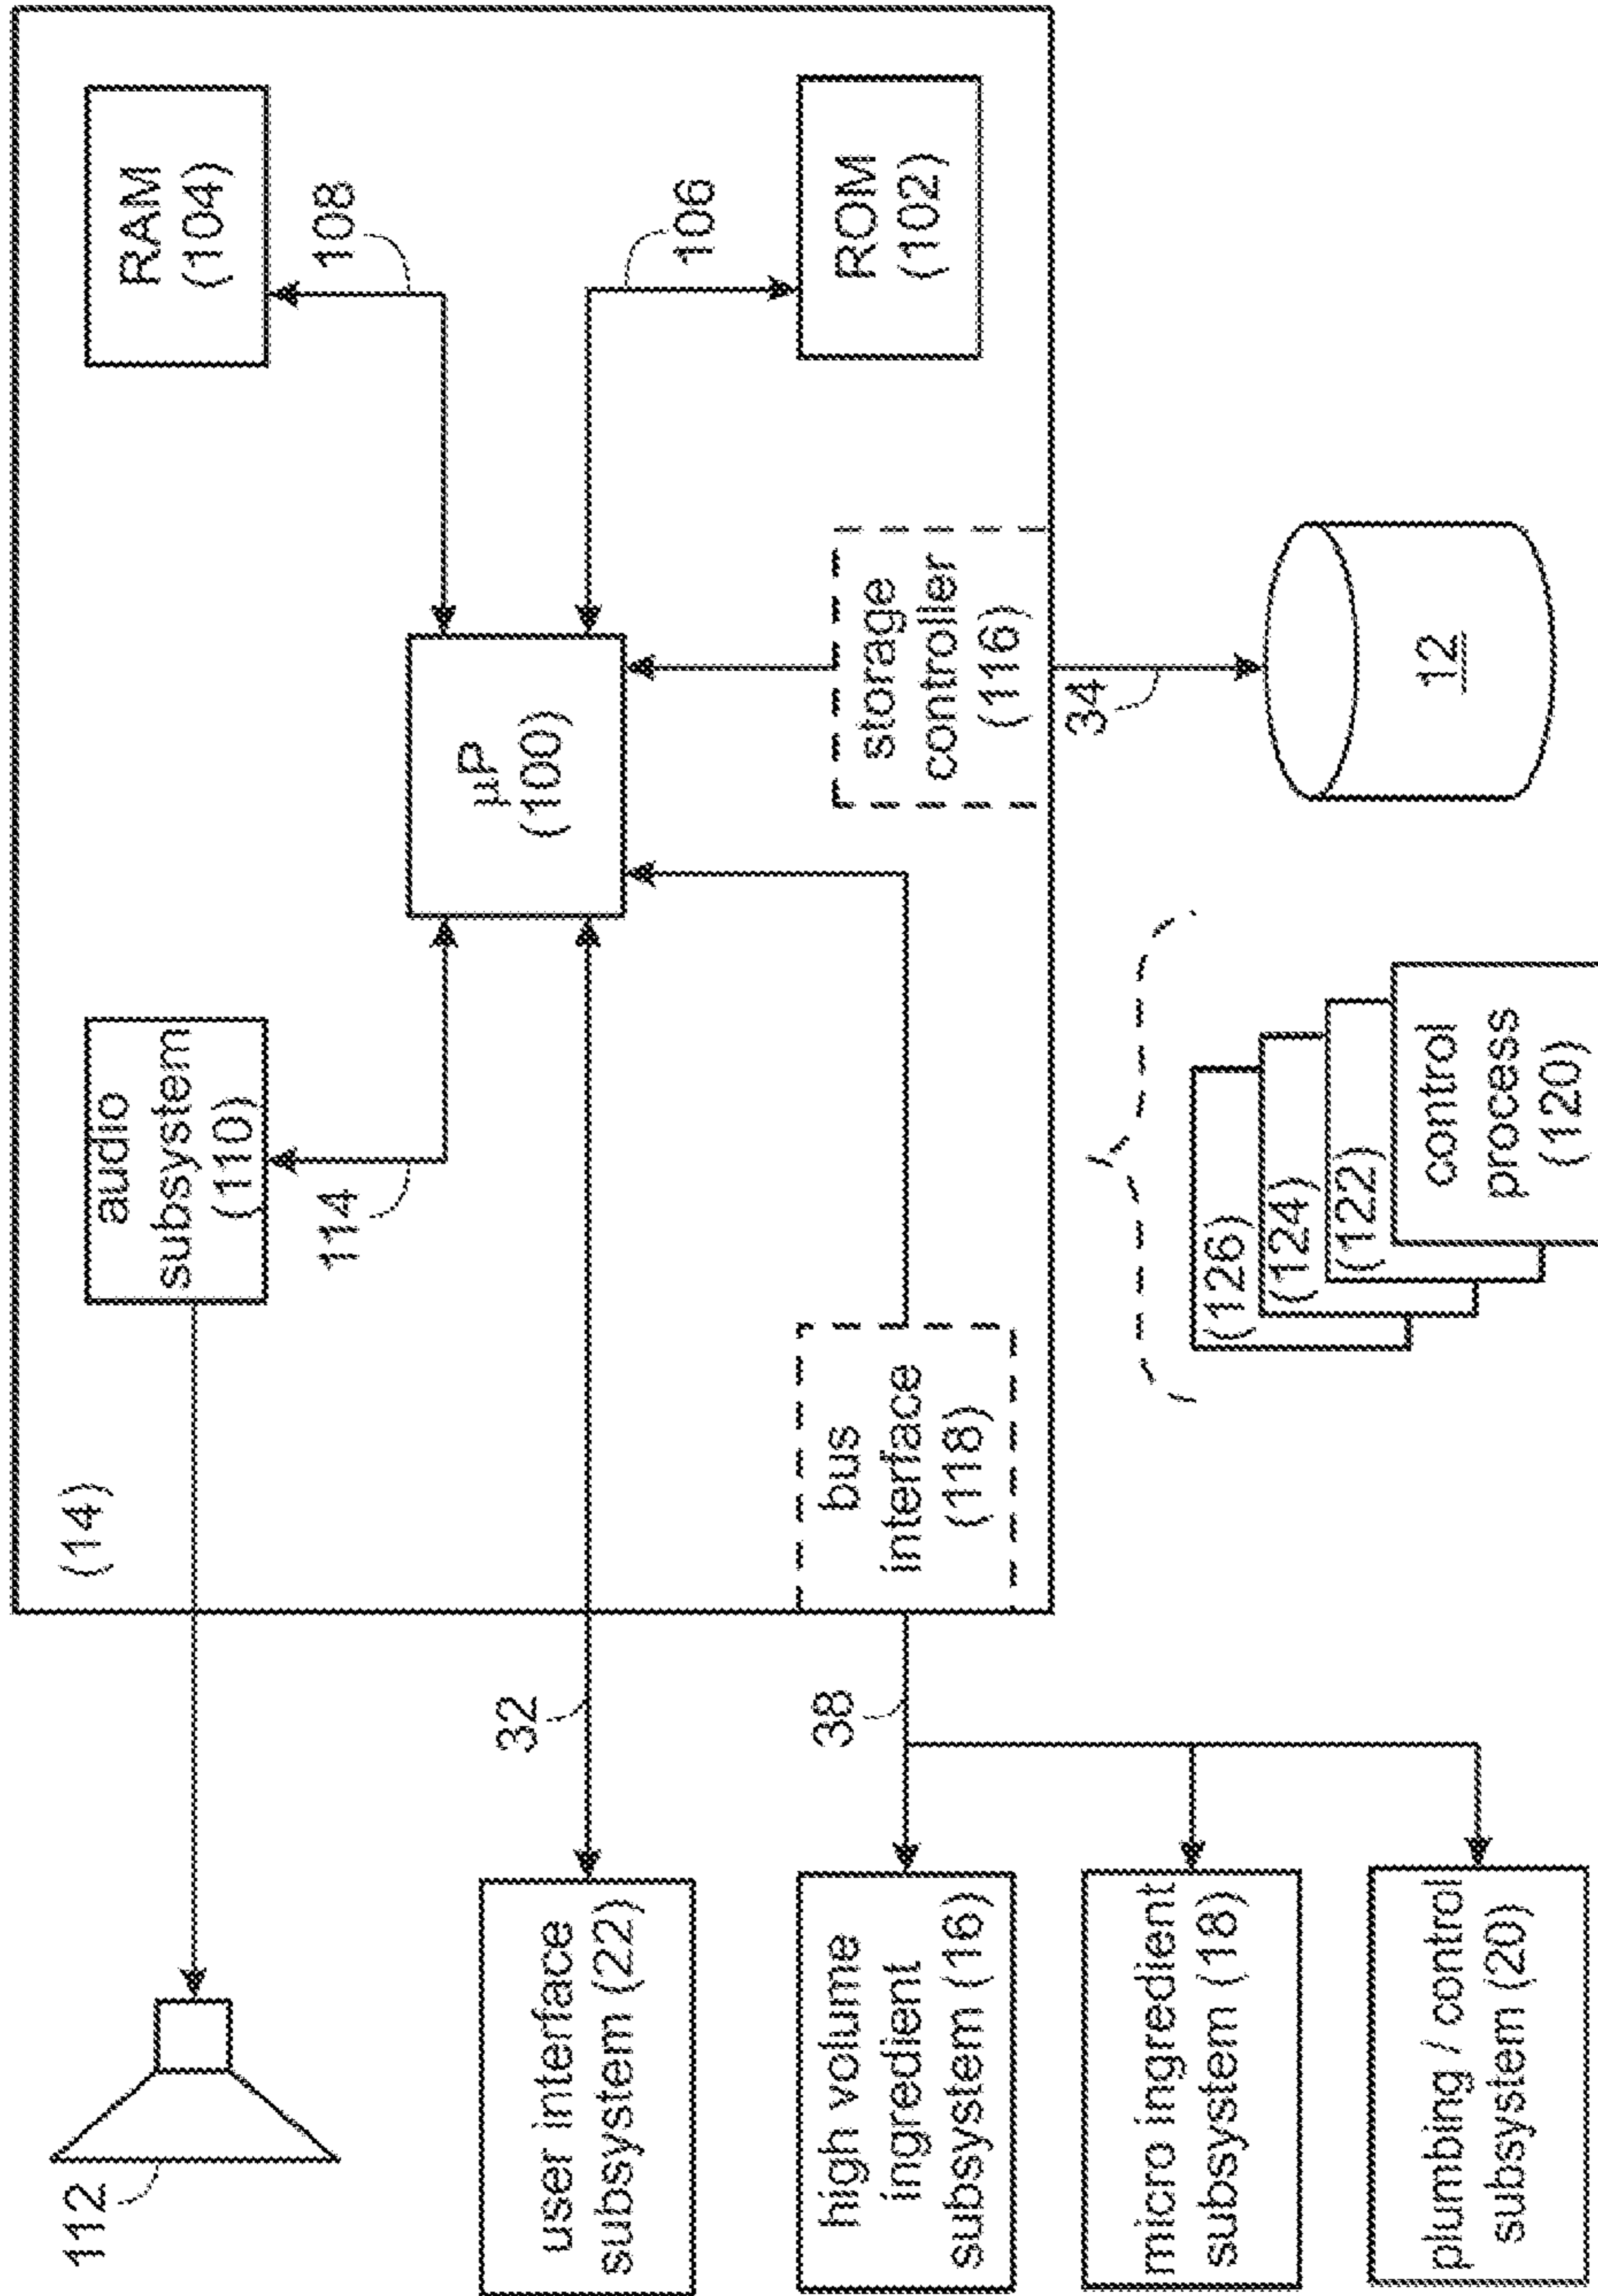 112
(14)
audio
subsystem
(110)
RAM
(104)
114
108
32
user interface
subsystem (22)
µP
(100)
106
38
high volume
ingredient
subsystem (16)
bus
interface
(118)
storage
controller
(116)
ROM
(102)
34
micro ingredient
subsystem (18)
(126)
(124)
(122)
control
process
(120)
12
plumbing / control
subsystem (20)